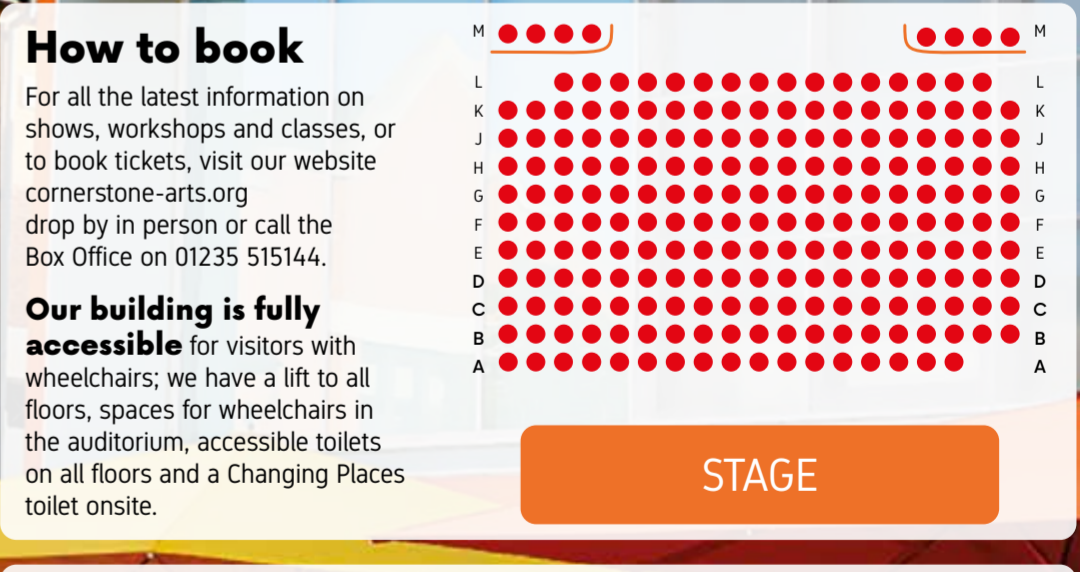 How to book
For all the latest information on
shows, workshops and classes, or
to book tickets, visit our website
cornerstone-arts.org
drop by in person or call the
Box Office on 01235 515144.
Our building is fully
accessible for visitors with
wheelchairs; we have a lift to all
floors, spaces for wheelchairs in
the auditorium, accessible toilets
on all floors and a Changing Places
toilet onsite.
M M
L L
K K
J J
H H
G G
F F
E E
D D
C C
B B
A A
STAGE